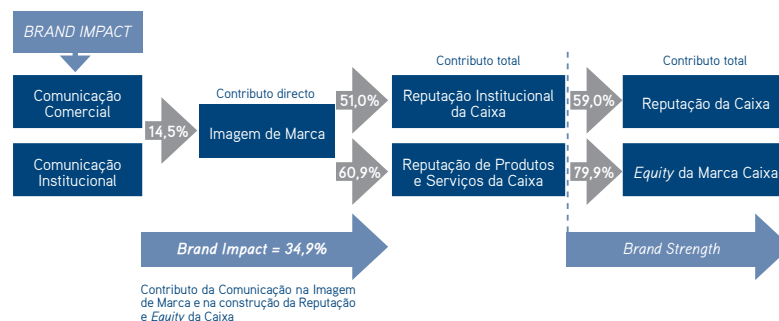 BRAND IMPACT
Comunicação
Comercial
Comunicação
Institucional
14,5%
Contributo directo
Imagem de Marca
51,0%
60,9%
Contributo total
Reputação Institucional
da Caixa
Reputação de Produtos
e Serviços da Caixa
59,0%
79,9%
Contributo total
Reputação da Caixa
Equity da Marca Caixa
Brand Impact = 34,9%
Brand Strength
Contributo da Comunicação na Imagem
de Marca e na construção da Reputação
e Equity da Caixa